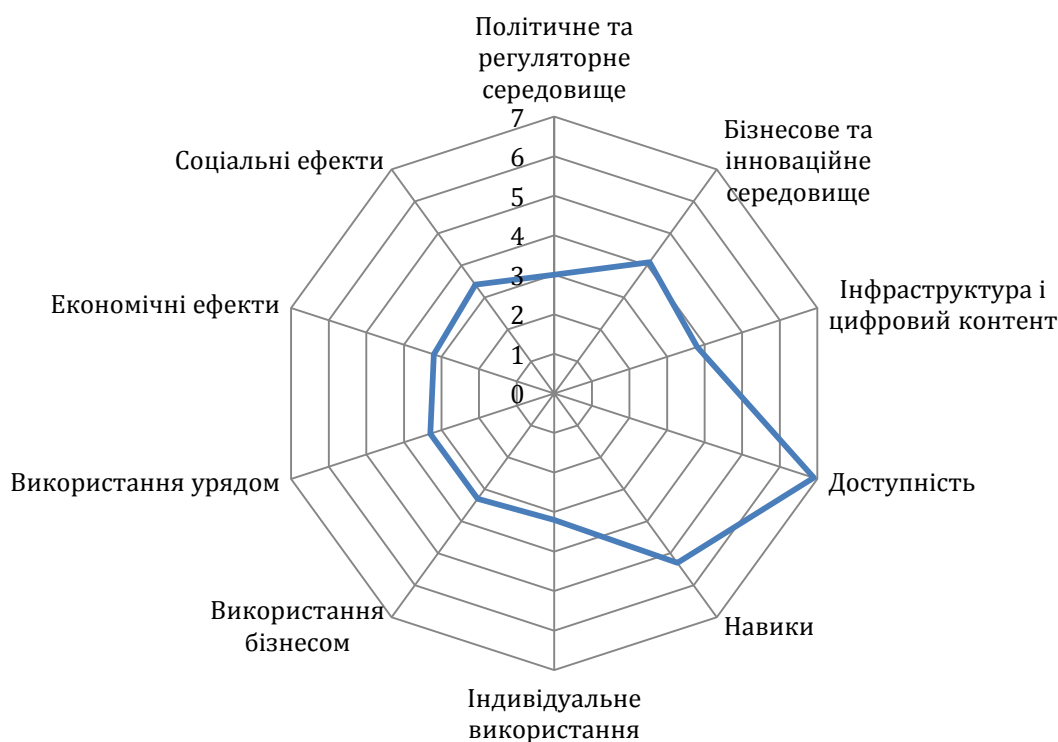 Політичне та
регуляторне
середовище
7
6
5
4
3
2
1
0
Бізнесове та
інноваційне
середовище
Інфраструктура і
цифровий контент
Доступність
Навики
Індивідуальне
використання
Використання
бізнесом
Використання урядом
Економічні ефекти
Соціальні ефекти